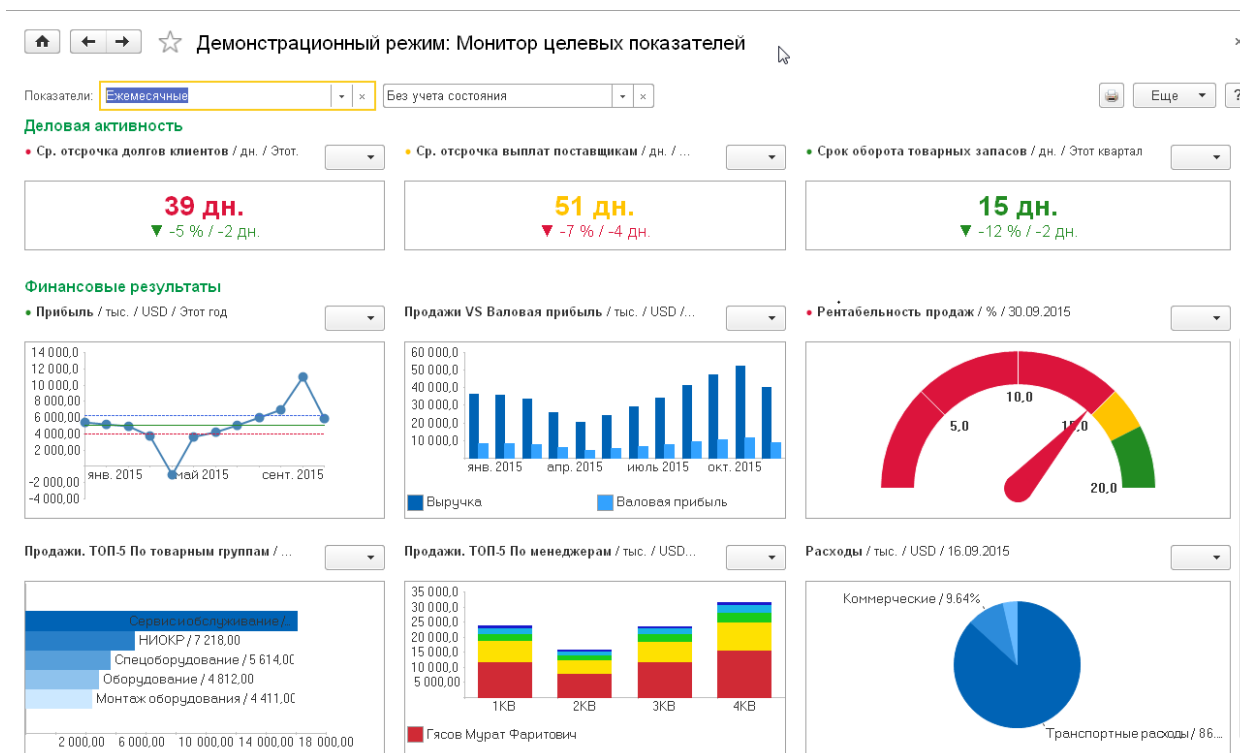 Демонстрационный режим: Монитор целевых показателей
Показатели: Ежемесячные Без учета состояния Еще ?
Деловая активность
Ср. отсрочка долгов клиентов / дн. / Этот. Ср. отсрочка выплат поставщикам / дн. / ... Срок оборота товарных запасов / дн. / Этот квартал
39 дн. 51 дн. 15 дн.
▼ -5 % / -2 дн. ▼ -7 % / -4 дн. ▼ -12 % / -2 дн.
Финансовые результаты
Прибыль / тыс. / USD / Этот год Продажи VS Валовая прибыль / тыс. / USD /... Рентабельность продаж / % / 30.09.2015
14 000,0
12 000,0
10 000,0
8 000,00
6 000,00
4 000,00
2 000,00
-2 000,00
-4 000,00
янв. 2015 май 2015 сент. 2015
60 000,0
50 000,0
40 000,0
30 000,0
20 000,0
10 000,0
янв. 2015 апр. 2015 июль 2015 окт. 2015
Выручка Валовая прибыль
5,0 10,0 15,0 20,0
Продажи. ТОП-5 По товарным группам / ... Продажи. ТОП-5 По менеджерам / тыс. / USD... Расходы / тыс. / USD / 16.09.2015
Сервисиобслуживание /...
НИОКР / 7 218,00
Спецоборудование / 5 614,0
Оборудование / 4 812,00
Монтаж оборудования / 4 411,0
2 000,00 6 000,00 10 000,00 14 000,00 18 000,00
35 000,0
30 000,0
25 000,0
20 000,0
15 000,0
10 000,0
5 000,00
1КВ 2КВ 3КВ 4КВ
Гясов Мурат Фаритович
Коммерческие / 9.64%
Транспортные расходы / 86....